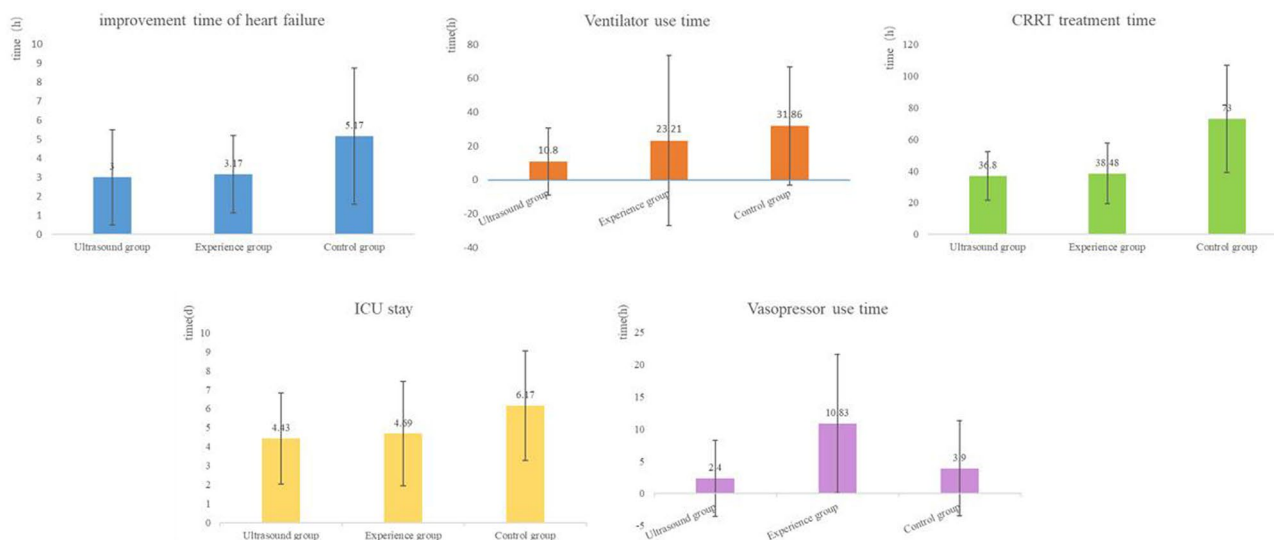 improvement time of heart failure
time (h)
10
9
8
7
6
5
4
3
2
1
0
3
3.17
5.17
Ultrasound group
Experience group
Control group
Ventilator use time
time(h)
80
60
40
20
0
-20
-40
10.8
23.21
31.86
Ultrasound group
Experience group
Control group
CRRT treatment time
time (h)
120
100
80
60
40
20
0
36.8
38.48
73
Ultrasound group
Experience group
Control group
ICU stay
time(d)
10
9
8
7
6
5
4
3
2
1
0
4.43
4.69
6.17
Ultrasound group
Experience group
Control group
Vasopressor use time
time(h)
25
20
15
10
5
0
-5
2.4
10.83
3.9
Ultrasound group
Experience group
Control group